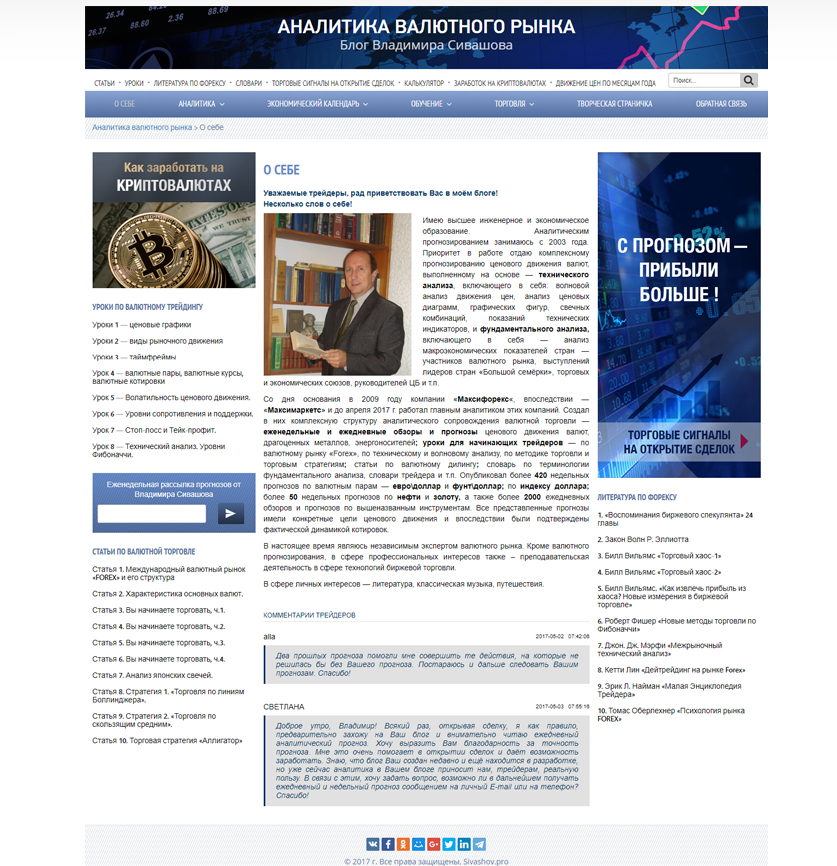 26.34
26.34
26.44
0.35
АНАЛИТИКА ВАЛЮТНОГО РЫНКА
Блог Владимира Сивашова
СТАТЬИ • УРОКИ • ЛИТЕРАТУРА ПО ФОРЕКСУ • СЛОВАРИ • ТОРГОВЫЕ СИГНАЛЫ НА ОТКРЫТИЕ СДЕЛОК • КАЛЬКУЛЯТОР • ЗАРАБОТОК НА КРИПТОВАЛЮТАХ • ДВИЖЕНИЕ ЦЕН ПО МЕСЯЦАМ ГОДА
Поиск...
О СЕБЕ АНАЛИТИКА ЭКОНОМИЧЕСКИЙ КАЛЕНДАРЬ ОБУЧЕНИЕ ТОРГОВЛЯ ТВОРЧЕСКАЯ СТРАНИЧКА ОБРАТНАЯ СВЯЗЬ
Аналитика валютного рынка > О себе
Как заработать на
КРИПТОВАЛЮТАХ
УРОКИ ПО ВАЛЮТНОМУ ТРЕЙДИНГУ
Уроки 1 — ценовые графики
Уроки 2 — виды рыночного движения
Уроки 3 — таймфреймы
Урок 4 — валютные пары, валютные курсы,
валютные котировки
Урок 5 — Волатильность ценового движения.
Урок 6 — Уровни сопротивления и поддержки.
Урок 7 — Стоп-лосс и Тейк-профит.
Урок 8 — Технический анализ. Уровни
Фибоначчи.
Еженедельная рассылка прогнозов от
Владимира Сивашова
СТАТЬИ ПО ВАЛЮТНОЙ ТОРГОВЛЕ
Статья 1. Международный валютный рынок
«FOREX» и его структура
Статья 2. Характеристика основных валют.
Статья 3. Вы начинаете торговать, ч.1.
Статья 4. Вы начинаете торговать, ч.2.
Статья 5. Вы начинаете торговать, ч.3.
Статья 6. Вы начинаете торговать, ч.4.
Статья 7. Анализ японских свечей.
Статья 8. Стратегия 1. «Торговля по линиям
Боллинджера».
Статья 9. Стратегия 2. «Торговля по
скользящим средним».
Статья 10. Торговая стратегия «Аллигатор»
О СЕБЕ
Уважаемые трейдеры, рад приветствовать Вас в моём блоге!
Несколько слов о себе!
Имею высшее инженерное и экономическое
образование. Аналитическим
прогнозированием занимаюсь с 2003 года.
Приоритет в работе отдаю комплексному
прогнозированию ценового движения валют,
выполненному на основе — технического
анализа, включающего в себя: волновой
анализ движения цен, анализ ценовых
диаграмм, графических фигур, свечных
комбинаций, показаний технических
индикаторов, и фундаментального анализа,
включающего в себя — анализ
макроэкономических показателей стран —
участников валютного рынка, выступлений
лидеров стран «Большой семёрки», торговых
и экономических союзов, руководителей ЦБ и т.п.
Со дня основания в 2009 году компании «Максифорекс», впоследствии —
«Максимаркетс» и до апреля 2017 г. работал главным аналитиком этих компаний. Создал
в них комплексную структуру аналитического сопровождения валютной торговли —
еженедельные и ежедневные обзоры и прогнозы ценового движения валют,
драгоценных металлов, энергоносителей; уроки для начинающих трейдеров — по
валютному рынку «Forex», по техническому и волновому анализу, по методике торговли и
торговым стратегиям; статьи по валютному дилингу; словарь по терминологии
фундаментального анализа, словари трейдера и т.п. Опубликовал более 420 недельных
прогнозов по валютным парам — евро\доллар и фунт\доллар; по индексу доллара;
более 50 недельных прогнозов по нефти и золоту, а также более 2000 ежедневных
обзоров и прогнозов по вышеназванным инструментам. Все представленные прогнозы
имели конкретные цели ценового движения и впоследствии были подтверждены
фактической динамикой котировок.
В настоящее время являюсь независимым экспертом валютного рынка. Кроме валютного
прогнозирования, в сфере профессиональных интересов также – преподавательская
деятельность в сфере технологий биржевой торговли.
В сфере личных интересов — литература, классическая музыка, путешествия.
КОММЕНТАРИИ ТРЕЙДЕРОВ
alla 2017-05-02 07:42:06
Два прошлых прогноза помогли мне совершить те действия, на которые не
решилась бы без Вашего прогноза. Постараюсь и дальше следовать Вашим
прогнозам. Спасибо!
СВЕТЛАНА 2017-05-03 07:55:16
Доброе утро, Владимир! Всякий раз, открывая сделку, я как правило,
предварительно захожу на Ваш блог и внимательно читаю ежедневный
аналитический прогноз. Хочу выразить Вам благодарность за точность
прогноза. Мне это очень помогает в открытии сделок и даёт возможность
заработать. Знаю, что блог Ваш создан недавно и ещё находится в разработке,
но уже сейчас аналитика в Вашем блоге приносит нам, трейдерам, реальную
пользу. В связи с этим, хочу задать вопрос, возможно ли в дальнейшем получать
ежедневный и недельный прогноз сообщением на личный E-mail или на телефон?
Спасибо!
С ПРОГНОЗОМ —
ПРИБЫЛИ
БОЛЬШЕ !
ТОРГОВЫЕ СИГНАЛЫ
НА ОТКРЫТИЕ СДЕЛОК
ЛИТЕРАТУРА ПО ФОРЕКСУ
1. «Воспоминания биржевого спекулянта» 24
главы
2. Закон Волн Р. Эллиотта
3. Билл Вильямс «Торговый хаос-1»
4. Билл Вильямс «Торговый хаос-2»
5. Билл Вильямс. «Как извлечь прибыль из
хаоса? Новые измерения в биржевой
торговле»
6. Роберт Фишер «Новые методы торговли по
Фибоначчи»
7. Джон. Дж. Мэрфи «Межрыночный
технический анализ»
8. Кетти Лин «Дейтрейдинг на рынке Forex»
9. Эрик Л. Найман «Малая Энциклопедия
Трейдера»
10. Томас Оберлехнер «Психология рынка
FOREX»
© 2017 г. Все права защищены. Sivashov.pro